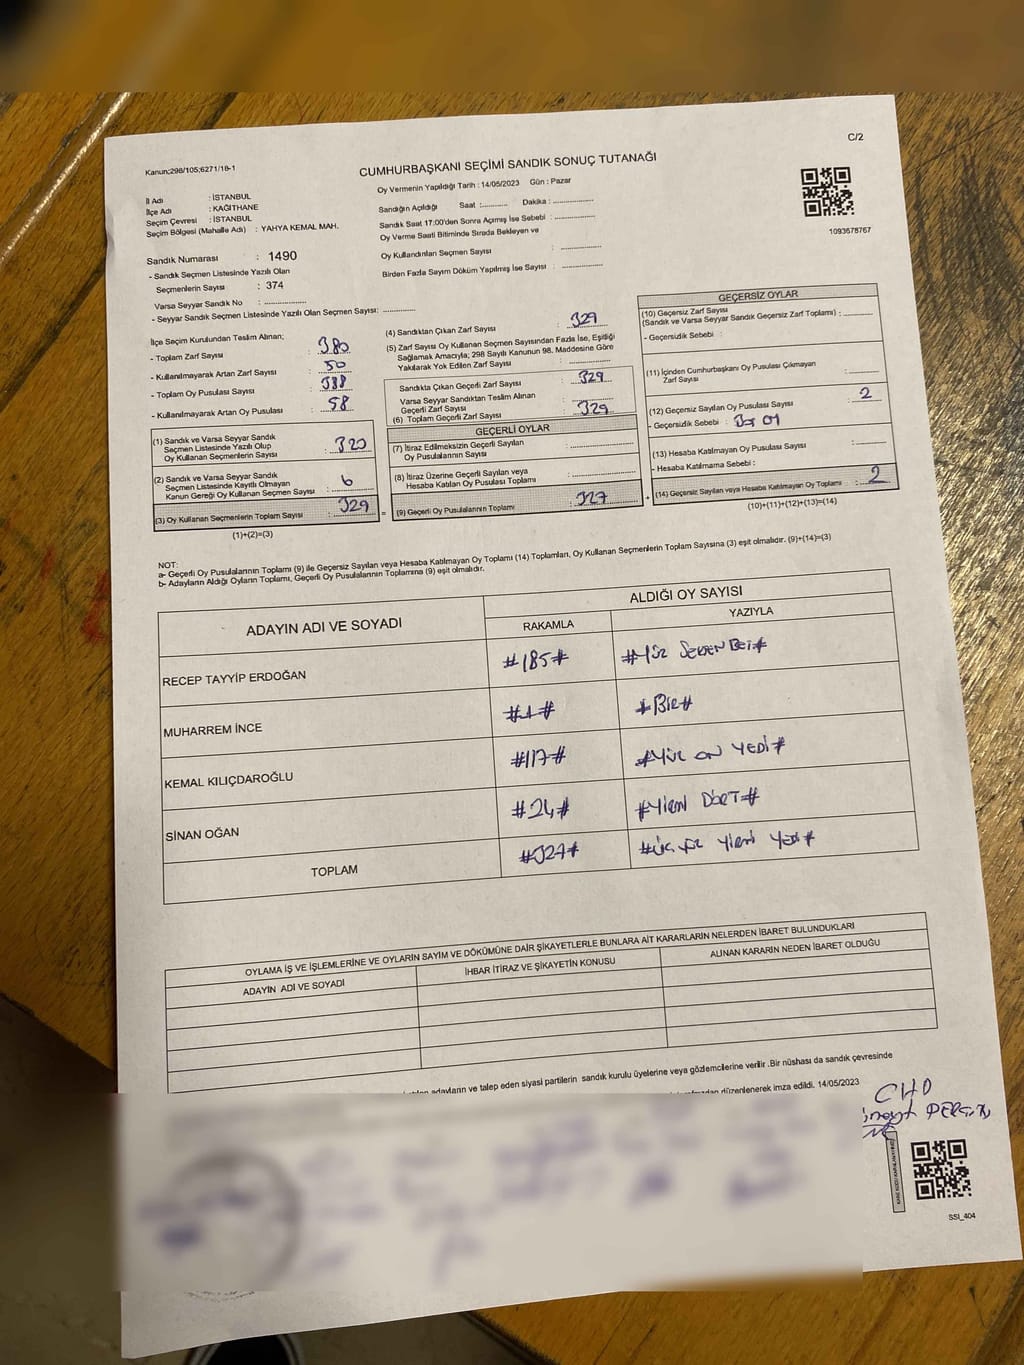 C/2
Kanun:298/105;6271/18-1
CUMHURBAŞKANI SEÇİMİ SANDIK SONUÇ TUTANAĞI
Oy Vermenin Yapıldığı Tarih : 14/05/2023 Gün : Pazar
İl Adı : İSTANBUL
İlçe Adı : KAĞITHANE
Seçim Çevresi : İSTANBUL
Seçim Bölgesi (Mahalle Adı) : YAHYA KEMAL MAH.
Sandığın Açıldığı Saat :............ Dakika :................
Sandık Saat 17:00'den Sonra Açımış İse Sebebi :................
Oy Verme Saati Bitiminde Sırada Bekleyen ve
Oy Kullandırılan Seçmen Sayısı :................
Birden Fazla Sayım Döküm Yapılmış İse Sayısı :................
1093678767
Sandık Numarası : 1490
- Sandık Seçmen Listesinde Yazılı Olan
Seçmenlerin Sayısı : 374
Varsa Seyyar Sandık No :................
- Seyyar Sandık Seçmen Listesinde Yazılı Olan Seçmen Sayısı:............
İlçe Seçim Kurulundan Teslim Alınan;
- Toplam Zarf Sayısı : 380
- Kullanılmayarak Artan Zarf Sayısı : 50
- Toplam Oy Pusulası Sayısı : 388
- Kullanılmayarak Artan Oy Pusulası : 58
(1) Sandık ve Varsa Seyyar Sandık
Seçmen Listesinde Yazılı Olup
Oy Kullanan Seçmenlerin Sayısı : 320
(2) Sandık ve Varsa Seyyar Sandık
Seçmen Listesinde Kayıtlı Olmayan
Kanun Gereği Oy Kullanan Seçmen Sayısı : 6
(3) Oy Kullanan Seçmenlerin Toplam Sayısı : 329
(1)+(2)=(3)
(4) Sandıktan Çıkan Zarf Sayısı : 329
(5) Zarf Sayısı Oy Kullanan Seçmen Sayısından Fazla İse, Eşitliği
Sağlamak Amacıyla; 298 Sayılı Kanunun 98. Maddesine Göre
Yakılarak Yok Edilen Zarf Sayısı :................
Sandıkta Çıkan Geçerli Zarf Sayısı : 329
Varsa Seyyar Sandıktan Teslim Alınan
Geçerli Zarf Sayısı :................
(6) Toplam Geçerli Zarf Sayısı : 329
GEÇERLİ OYLAR
(7) İtiraz Edilmeksizin Geçerli Sayılan
Oy Pusulalarının Sayısı :................
(8) İtiraz Üzerine Geçerli Sayılan veya
Hesaba Katılan Oy Pusulası Toplamı :................
(9) Geçerli Oy Pusulalarının Toplamı : 327
GEÇERSİZ OYLAR
(10) Geçersiz Zarf Sayısı
(Sandık ve Varsa Seyyar Sandık Geçersiz Zarf Toplamı) :............
- Geçersizlik Sebebi :
(11) İçinden Cumhurbaşkanı Oy Pusulası Çıkmayan
Zarf Sayısı :............
(12) Geçersiz Sayılan Oy Pusulası Sayısı : 2
- Geçersizlik Sebebi :
(13) Hesaba Katılmayan Oy Pusulası Sayısı :............
- Hesaba Katılmama Sebebi :
(14) Geçersiz Sayılan veya Hesaba Katılmayan Oy Toplamı : 2
(10)+(11)+(12)+(13)=(14)
NOT:
a- Geçerli Oy Pusulalarının Toplamı (9) ile Geçersiz Sayılan veya Hesaba Katılmayan Oy Toplamı (14) Toplamları, Oy Kullanan Seçmenlerin Toplam Sayısına (3) eşit olmalıdır. (9)+(14)=(3)
b- Adayların Aldığı Oyların Toplamı, Geçerli Oy Pusulalarının Toplamına (9) eşit olmalıdır.
ADAYIN ADI VE SOYADI
ALDIĞI OY SAYISI
RAKAMLA YAZIYLA
RECEP TAYYİP ERDOĞAN #185# #Yüz Seksen Beş#
MUHARREM İNCE #1# #Bir#
KEMAL KILIÇDAROĞLU #117# #Yüz on Yedi#
SİNAN OĞAN #24# #Yirmi Dört#
TOPLAM #327# #üç yüz yirmi yedi#
OYLAMA İŞ VE İŞLEMLERİNE VE OYLARIN SAYIM VE DÖKÜMÜNE DAİR ŞİKAYETLERLE BUNLARA AİT KARARLARIN NELERDEN İBARET BULUNDUKLARI
ADAYIN ADI VE SOYADI İHBAR İTİRAZ VE ŞİKAYETİN KONUSU ALINAN KARARIN NEDEN İBARET OLDUĞU
adayların ve talep eden siyasi partilerin sandık kurulu üyelerine veya gözlemcilerine verilir .Bir nüshası da sandık çevresinde
düzenlenerek imza edildi. 14/05/2023
SSI_404